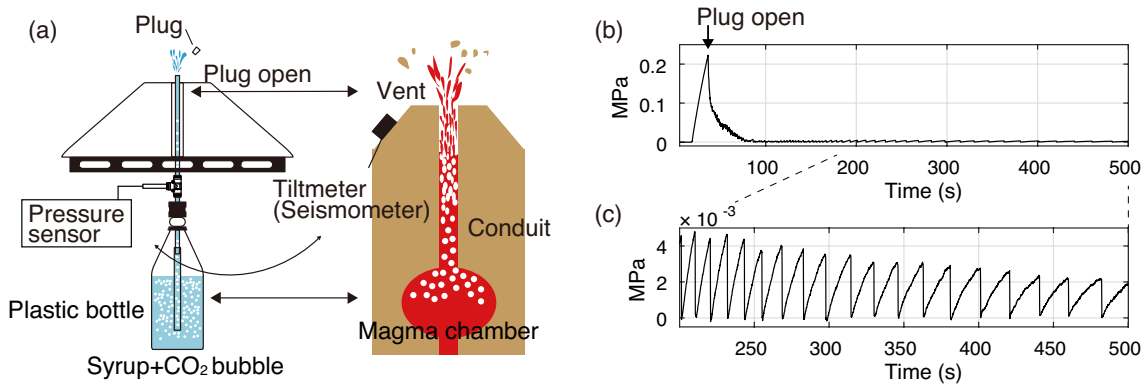 (a)
Plug
Plug open
Vent
Pressure
sensor
Tiltmeter
(Seismometer)
Conduit
Plastic bottle
Magma chamber
Syrup+CO₂ bubble
(b)
Plug open
MPa
0.2
0.1
0
100
200
300
400
500
Time (s)
(c)
× 10⁻³
MPa
4
2
0
250
300
350
400
450
500
Time (s)